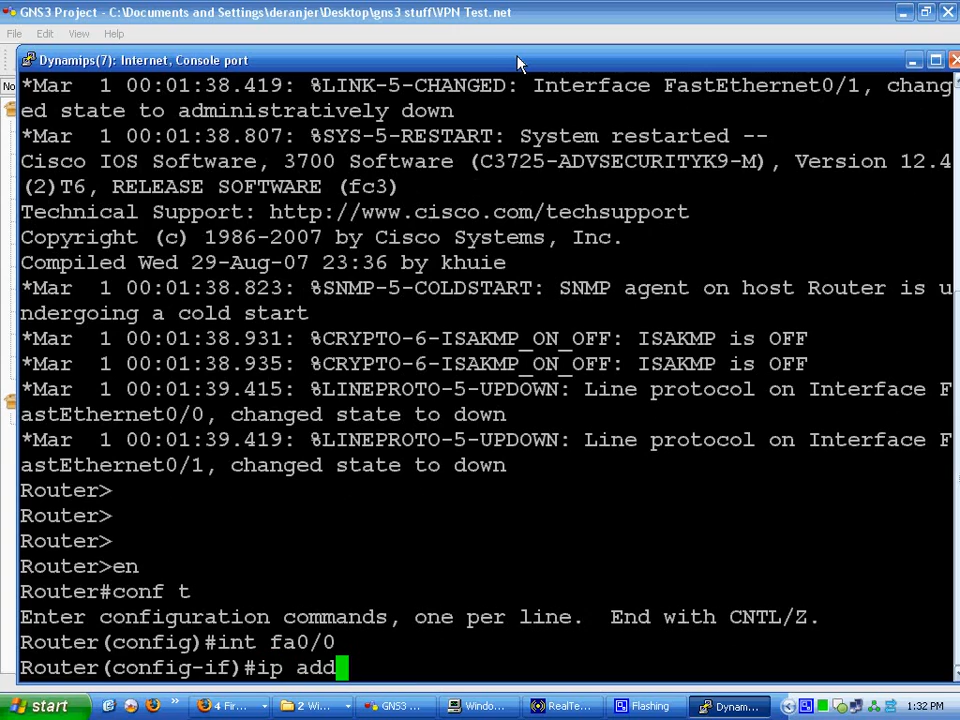 GNS3 Project - C:\Documents and Settings\deranjer\Desktop\gns3 stuff\VPN Test.net
File Edit View Help
Dynamips(7): Internet, Console port
No
*Mar  1 00:01:38.419: %LINK-5-CHANGED: Interface FastEthernet0/1, chang
ed state to administratively down
*Mar  1 00:01:38.807: %SYS-5-RESTART: System restarted --
Cisco IOS Software, 3700 Software (C3725-ADVSECURITYK9-M), Version 12.4
(2)T6, RELEASE SOFTWARE (fc3)
Technical Support: http://www.cisco.com/techsupport
Copyright (c) 1986-2007 by Cisco Systems, Inc.
Compiled Wed 29-Aug-07 23:36 by khuie
*Mar  1 00:01:38.823: %SNMP-5-COLDSTART: SNMP agent on host Router is u
ndergoing a cold start
*Mar  1 00:01:38.931: %CRYPTO-6-ISAKMP_ON_OFF: ISAKMP is OFF
*Mar  1 00:01:38.935: %CRYPTO-6-ISAKMP_ON_OFF: ISAKMP is OFF
*Mar  1 00:01:39.415: %LINEPROTO-5-UPDOWN: Line protocol on Interface F
astEthernet0/0, changed state to down
*Mar  1 00:01:39.419: %LINEPROTO-5-UPDOWN: Line protocol on Interface F
astEthernet0/1, changed state to down
Router>
Router>
Router>
Router>en
Router#conf t
Enter configuration commands, one per line.  End with CNTL/Z.
Router(config)#int fa0/0
Router(config-if)#ip add
start » 4 Fir... 2 Wi... GNS3 ... Windo... RealTe... Flashing Dynam... 1:32 PM